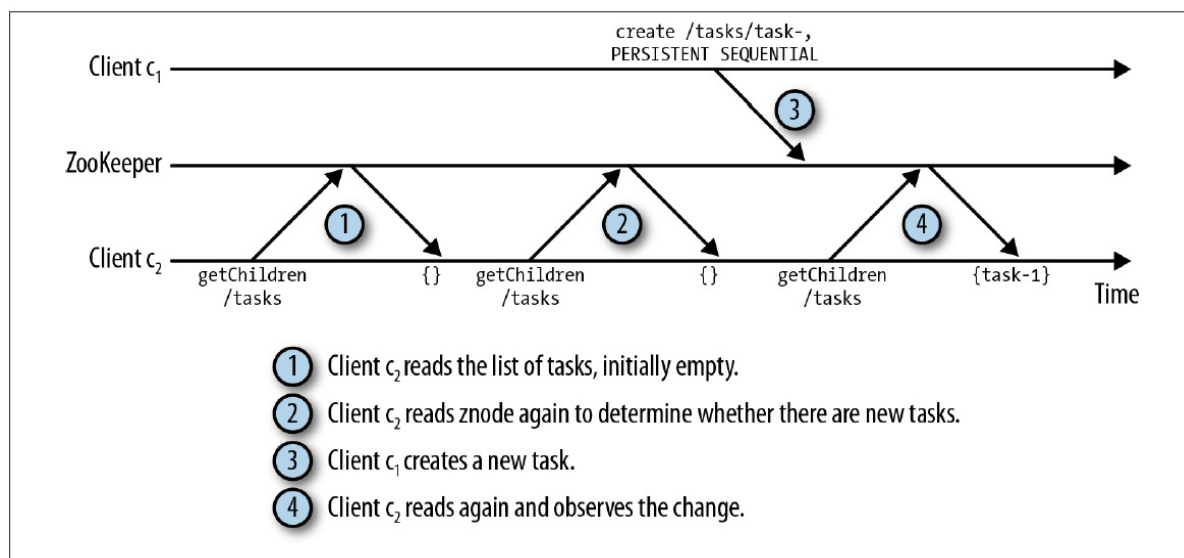 create /tasks/task-,
PERSISTENT SEQUENTIAL
Client c₁
3
ZooKeeper
1
2
4
Client c₂
getChildren
/tasks
{}
getChildren
/tasks
{}
getChildren
/tasks
{task-1}
Time
1 Client c₂ reads the list of tasks, initially empty.
2 Client c₂ reads znode again to determine whether there are new tasks.
3 Client c₁ creates a new task.
4 Client c₂ reads again and observes the change.